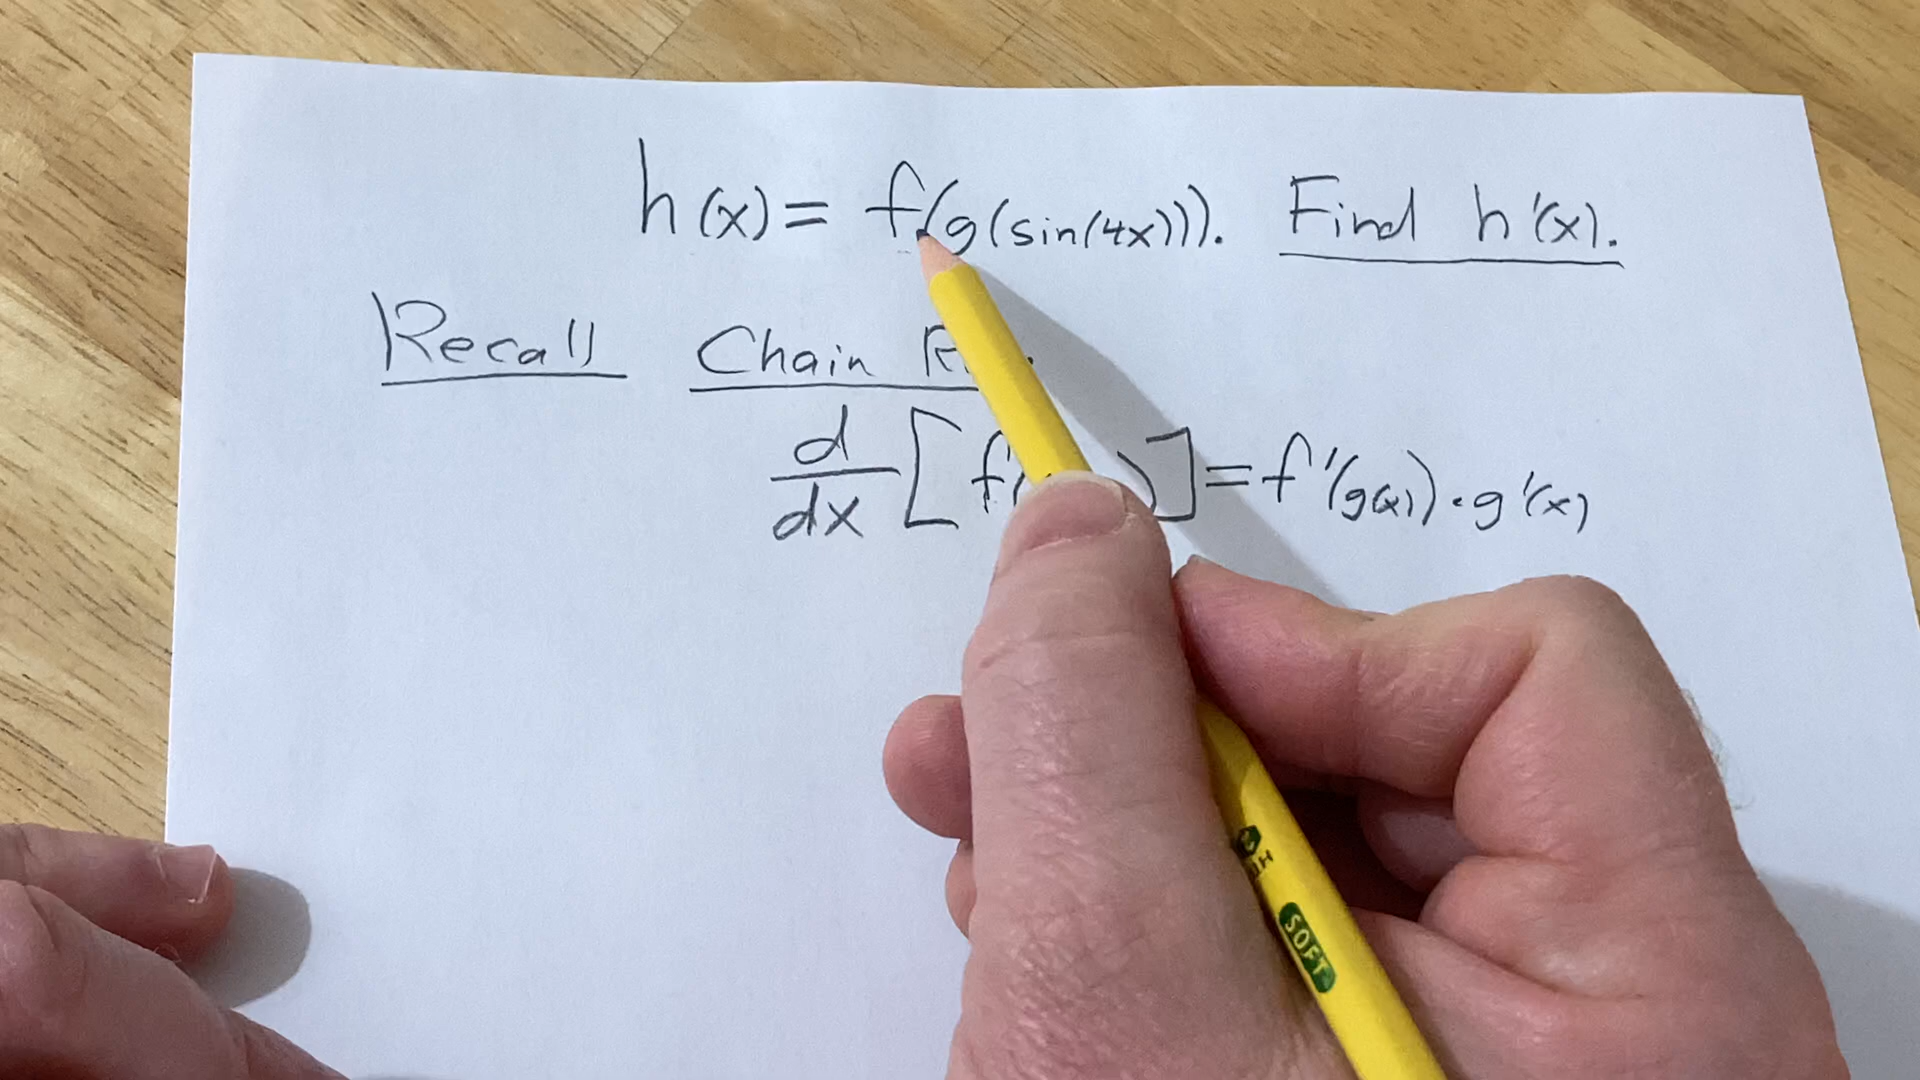 h(x) = f(g(sin(4x))). Find h'(x).
Recall Chain
d/dx [ f( ) ] = f'(g(x)) · g'(x)
SOFT